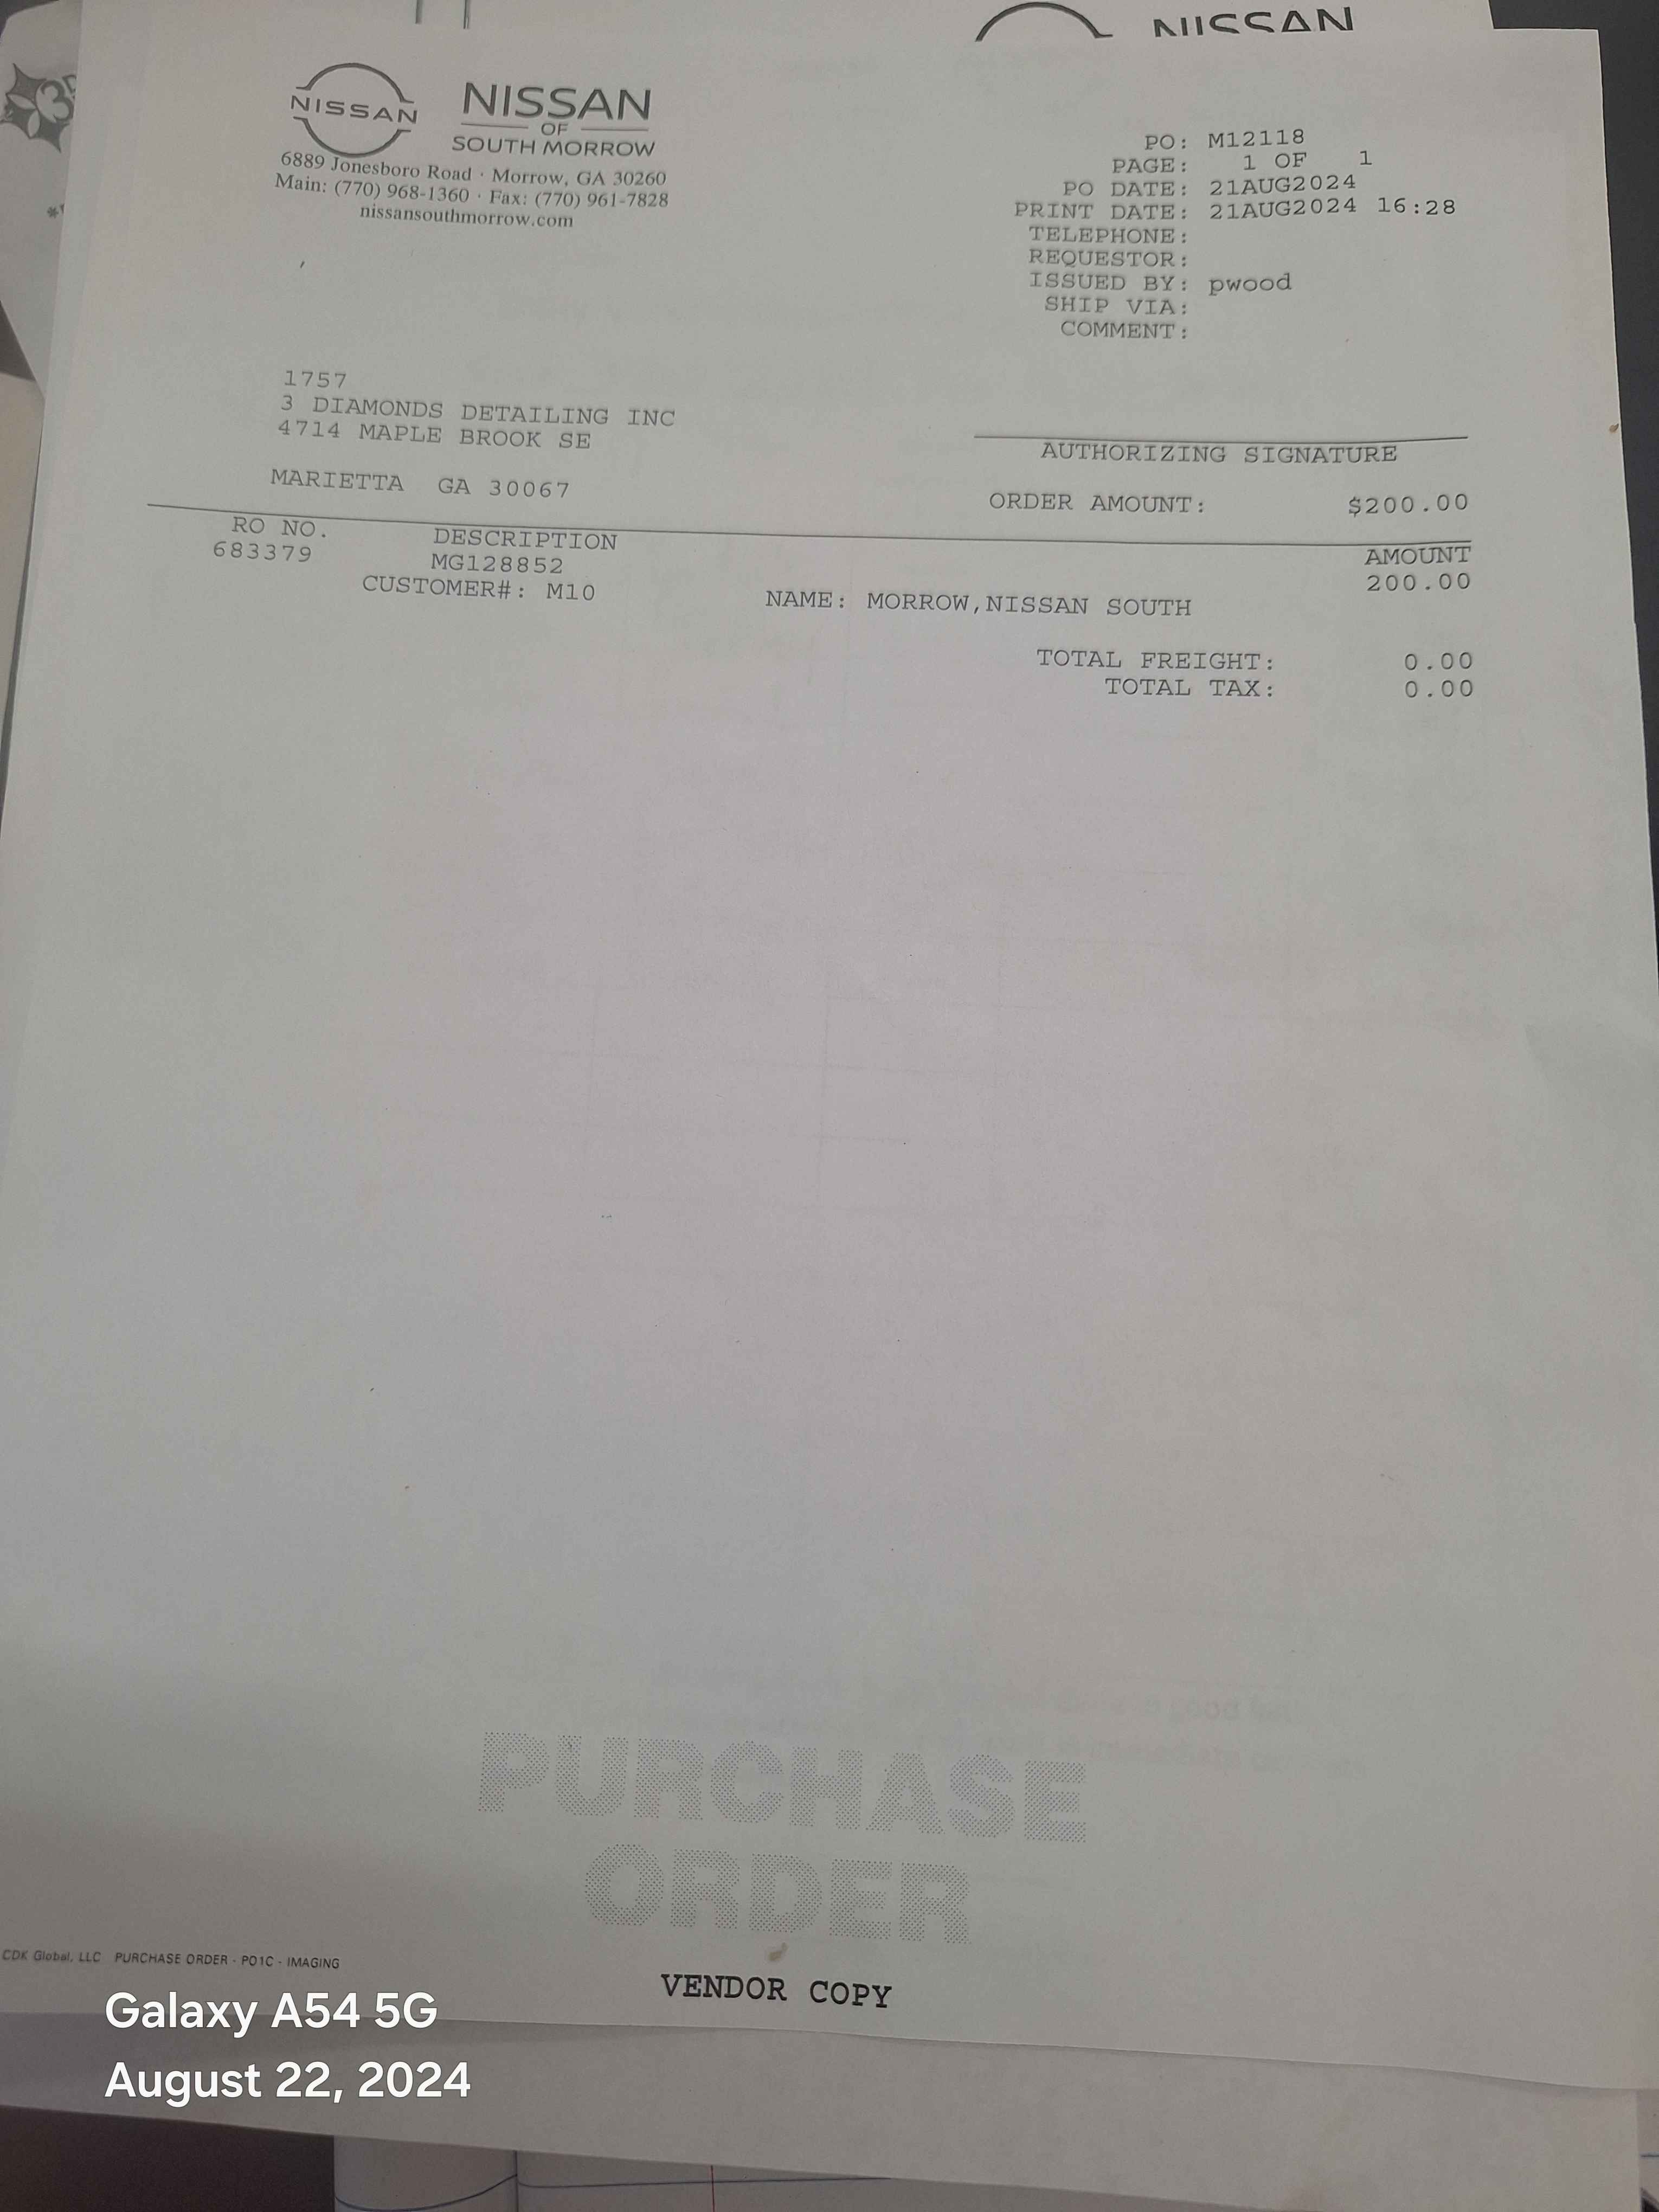 NISSAN
NISSAN
NISSAN
OF
SOUTH MORROW
6889 Jonesboro Road · Morrow, GA 30260
Main: (770) 968-1360 · Fax: (770) 961-7828
nissansouthmorrow.com
PO: M12118
PAGE: 1 OF 1
PO DATE: 21AUG2024
PRINT DATE: 21AUG2024 16:28
TELEPHONE:
REQUESTOR:
ISSUED BY: pwood
SHIP VIA:
COMMENT:
1757
3 DIAMONDS DETAILING INC
4714 MAPLE BROOK SE
MARIETTA GA 30067
AUTHORIZING SIGNATURE
ORDER AMOUNT: $200.00
RO NO. DESCRIPTION AMOUNT
683379 MG128852 200.00
CUSTOMER#: M10 NAME: MORROW,NISSAN SOUTH
TOTAL FREIGHT: 0.00
TOTAL TAX: 0.00
PURCHASE
ORDER
CDK Global, LLC PURCHASE ORDER - PO1C - IMAGING
VENDOR COPY
Galaxy A54 5G
August 22, 2024